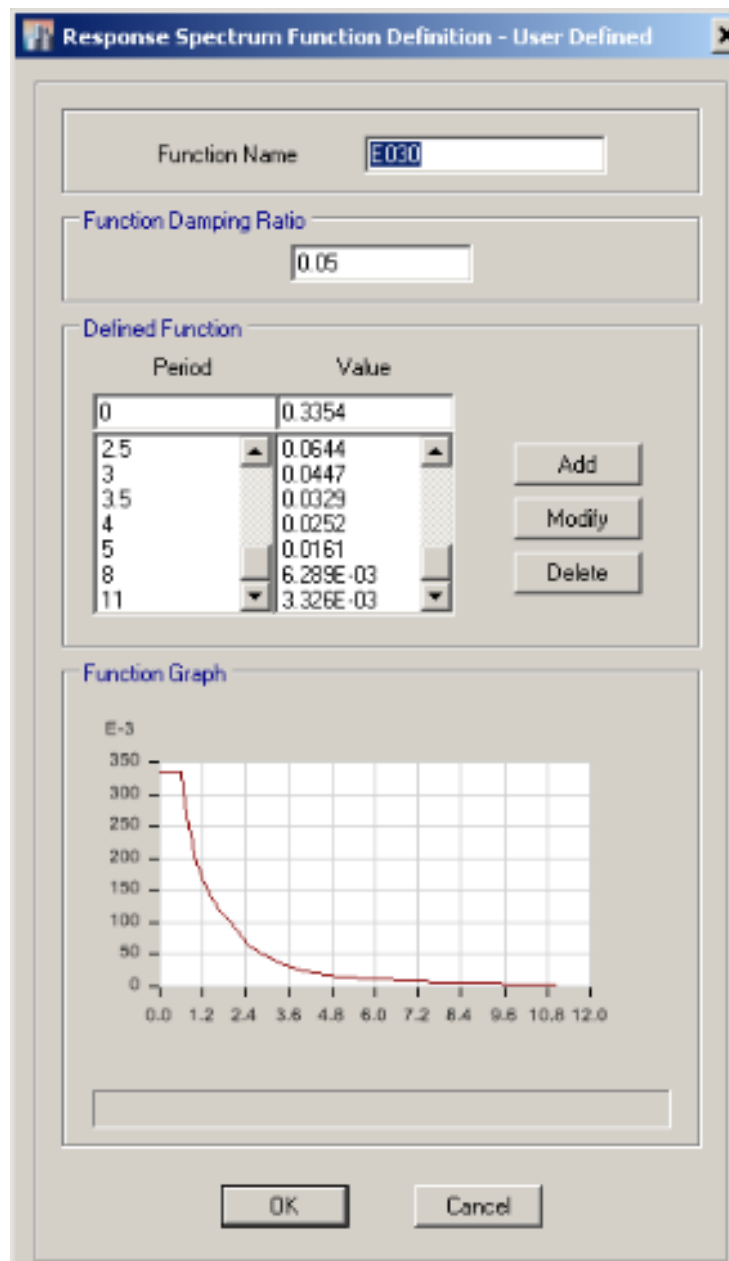 Response Spectrum Function Definition - User Defined
Function Name E030
Function Damping Ratio
0.05
Defined Function
Period Value
0 0.3354
2.5 0.0644
3 0.0447
3.5 0.0329
4 0.0252
5 0.0161
8 6.289E-03
11 3.326E-03
Add
Modify
Delete
Function Graph
E-3
350
300
250
200
150
100
50
0
0.0 1.2 2.4 3.6 4.8 6.0 7.2 8.4 9.6 10.8 12.0
OK Cancel